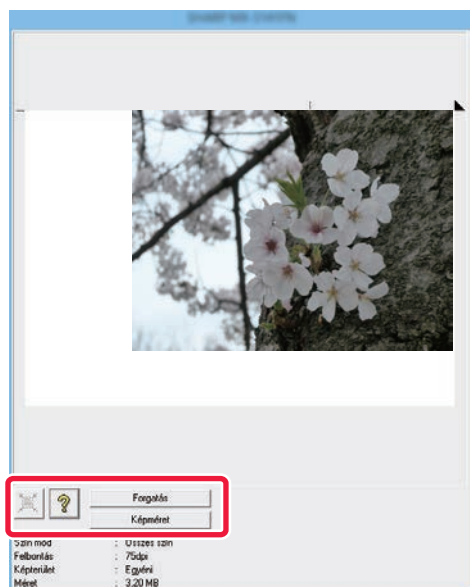 Forgatás
Képméret
Szín mód : Összes szín
Felbontás : 75dpi
Képterület : Egyéni
Méret : 3.20 MB